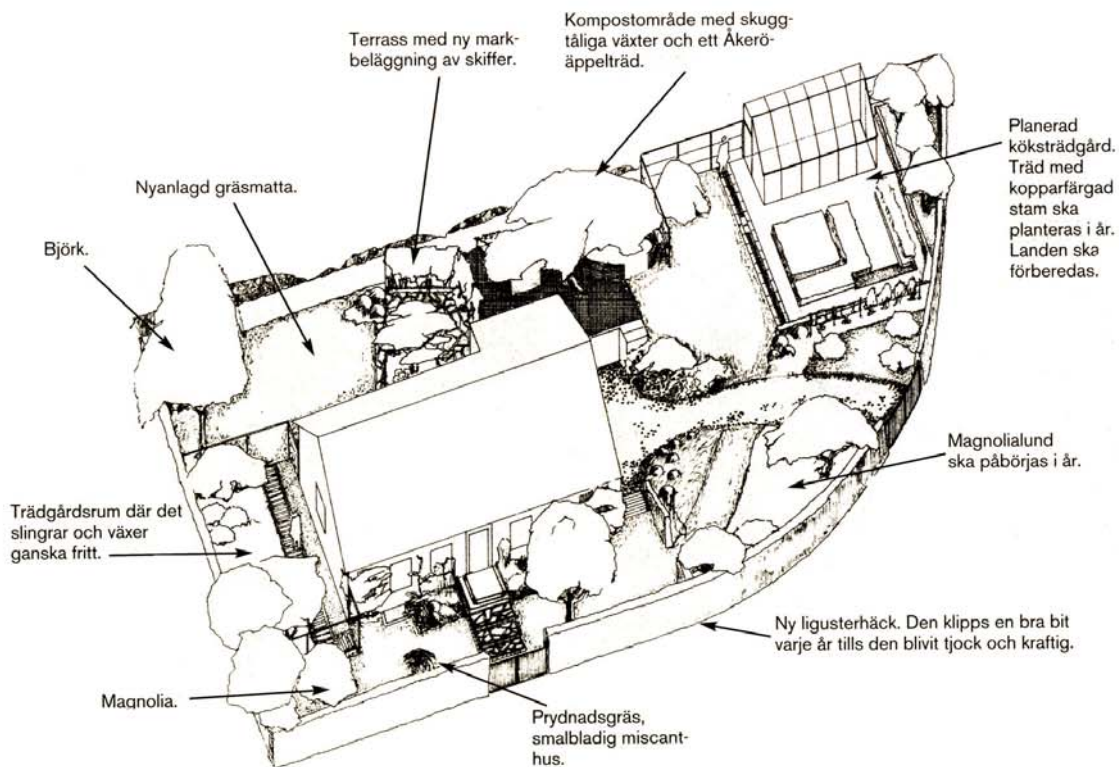 Kompostområde med skugg-
tåliga växter och ett Åkerö-
äppelträd.
Terrass med ny mark-
beläggning av skiffer.
Planerad
köksträdgård.
Träd med
kopparfärgad
stam ska
planteras i år.
Landen ska
förberedas.
Nyanlagd gräsmatta.
Björk.
Magnolialund
ska påbörjas i år.
Trädgårdsrum där det
slingrar och växer
ganska fritt.
Ny ligusterhäck. Den klipps en bra bit
varje år tills den blivit tjock och kraftig.
Magnolia.
Prydnadsgräs,
smalbladig miscant-
hus.